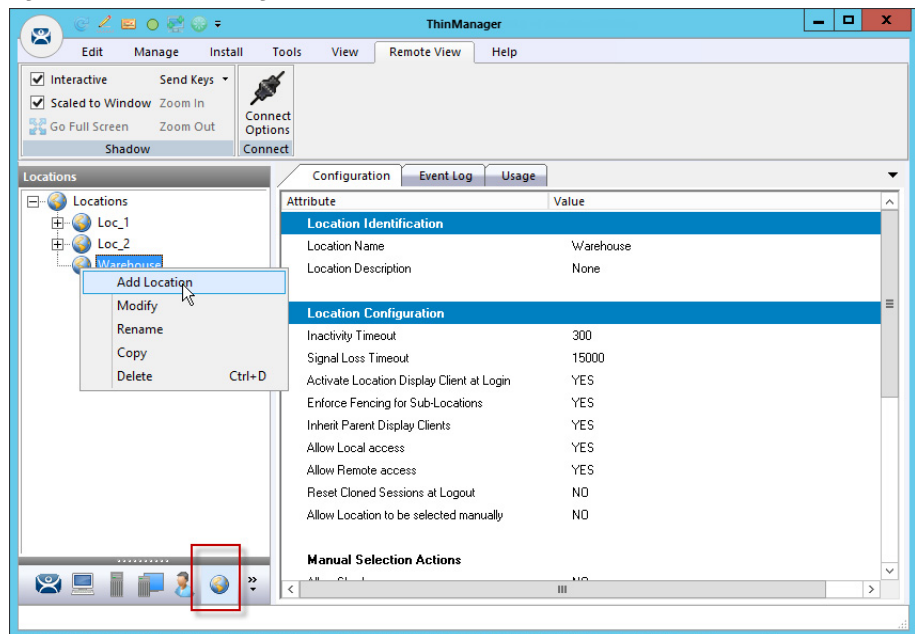 ThinManager
Edit Manage Install Tools View Remote View Help
Interactive Send Keys
Scaled to Window Zoom In
Go Full Screen Zoom Out
Connect Options
Shadow Connect
Locations
Configuration Event Log Usage
Locations
Loc_1
Loc_2
Warehouse
Add Location
Modify
Rename
Copy
Delete Ctrl+D
Attribute Value
Location Identification
Location Name Warehouse
Location Description None
Location Configuration
Inactivity Timeout 300
Signal Loss Timeout 15000
Activate Location Display Client at Login YES
Enforce Fencing for Sub-Locations YES
Inherit Parent Display Clients YES
Allow Local access YES
Allow Remote access YES
Reset Cloned Sessions at Logout NO
Allow Location to be selected manually NO
Manual Selection Actions